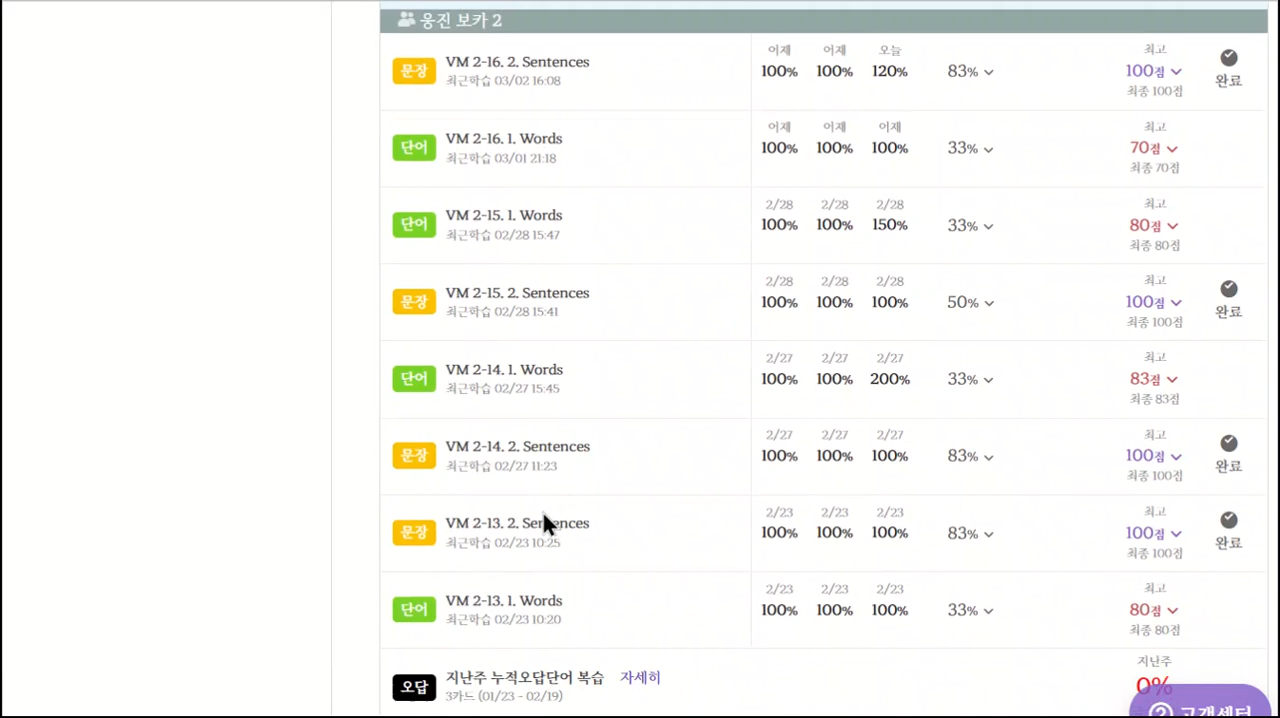 웅진 보카 2
어제 어제 오늘 최고
문장 VM 2-16. 2. Sentences 100% 100% 120% 83% 100점
최근학습 03/02 16:08 최종 100점 완료
어제 어제 어제 최고
단어 VM 2-16. 1. Words 100% 100% 100% 33% 70점
최근학습 03/01 21:18 최종 70점
2/28 2/28 2/28 최고
단어 VM 2-15. 1. Words 100% 100% 150% 33% 80점
최근학습 02/28 15:47 최종 80점
2/28 2/28 2/28 최고
문장 VM 2-15. 2. Sentences 100% 100% 100% 50% 100점
최근학습 02/28 15:41 최종 100점 완료
2/27 2/27 2/27 최고
단어 VM 2-14. 1. Words 100% 100% 200% 33% 83점
최근학습 02/27 15:45 최종 83점
2/27 2/27 2/27 최고
문장 VM 2-14. 2. Sentences 100% 100% 100% 83% 100점
최근학습 02/27 11:23 최종 100점 완료
2/23 2/23 2/23 최고
문장 VM 2-13. 2. Sentences 100% 100% 100% 83% 100점
최근학습 02/23 10:25 최종 100점 완료
2/23 2/23 2/23 최고
단어 VM 2-13. 1. Words 100% 100% 100% 33% 80점
최근학습 02/23 10:20 최종 80점
지난주
오답 지난주 누적오답단어 복습 자세히 0%
3카드 (01/23 - 02/19)
고객센터